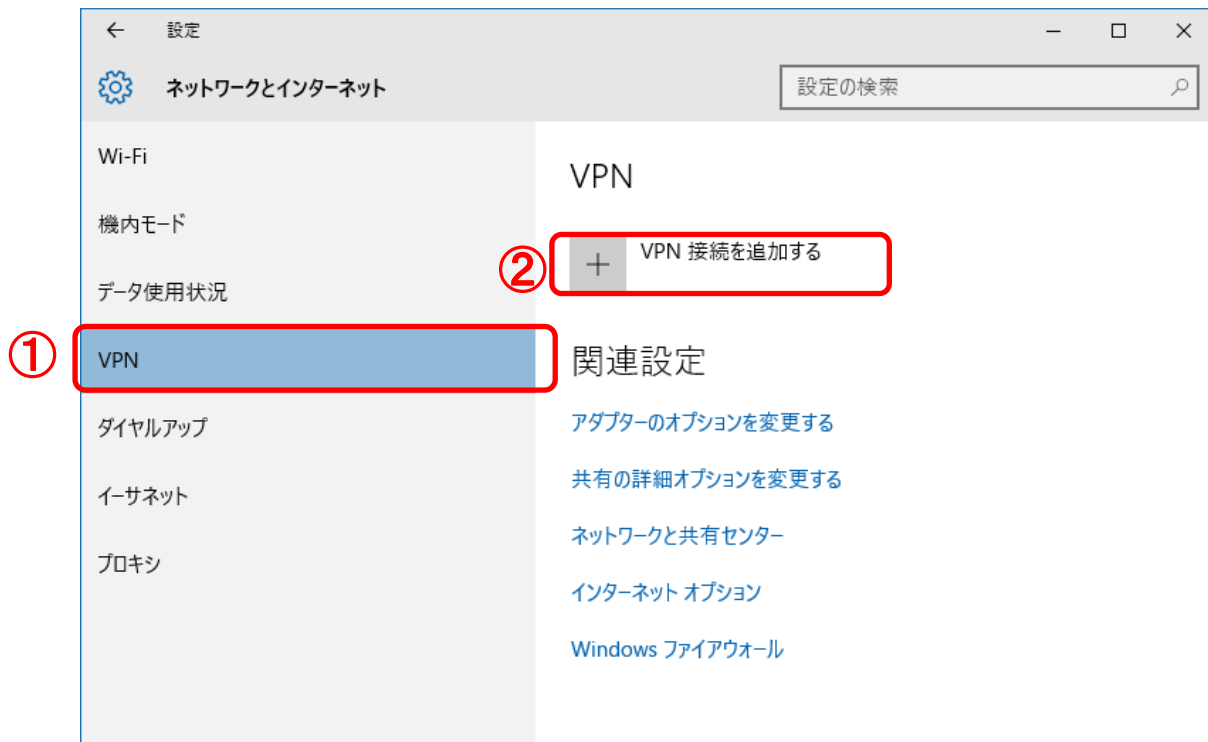 設定
ネットワークとインターネット
設定の検索
Wi-Fi
機内モード
データ使用状況
① VPN
ダイヤルアップ
イーサネット
プロキシ
VPN
② VPN 接続を追加する
関連設定
アダプターのオプションを変更する
共有の詳細オプションを変更する
ネットワークと共有センター
インターネット オプション
Windows ファイアウォール